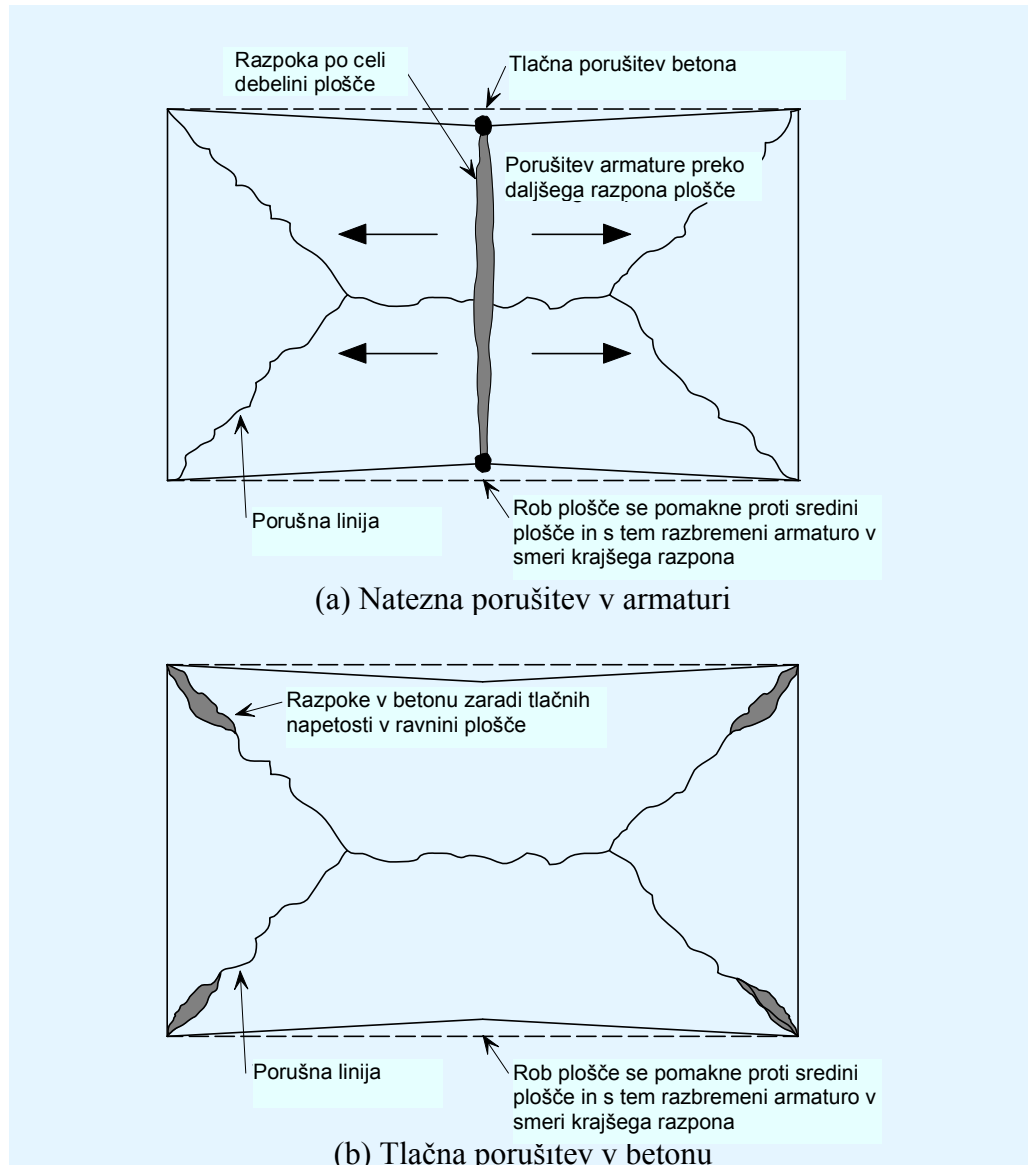 Razpoka po celi
debelini plošče
Tlačna porušitev betona
Porušitev armature preko
daljšega razpona plošče
Porušna linija
Rob plošče se pomakne proti sredini
plošče in s tem razbremeni armaturo v
smeri krajšega razpona
(a) Natezna porušitev v armaturi
Razpoke v betonu zaradi tlačnih
napetosti v ravnini plošče
Porušna linija
Rob plošče se pomakne proti sredini
plošče in s tem razbremeni armaturo v
smeri krajšega razpona
(b) Tlačna porušitev v betonu